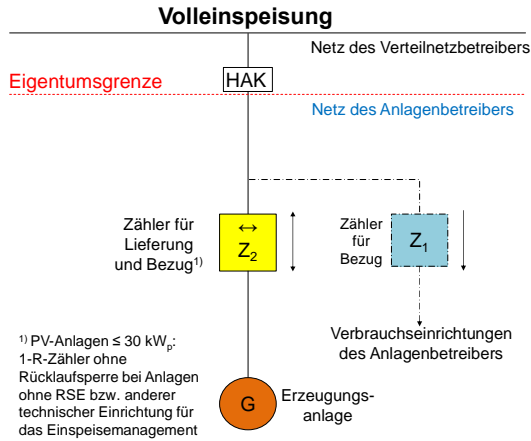 Volleinspeisung
Netz des Verteilnetzbetreibers
HAK
Eigentumsgrenze
Netz des Anlagenbetreibers
Zähler für
Lieferung
und Bezug1)
↔
Z2
Zähler
für
Bezug
Z1
Verbrauchseinrichtungen
des Anlagenbetreibers
1) PV-Anlagen ≤ 30 kWp:
1-R-Zähler ohne
Rücklaufsperre bei Anlagen
ohne RSE bzw. anderer
technischer Einrichtung für
das Einspeisemanagement
G
Erzeugungs-
anlage